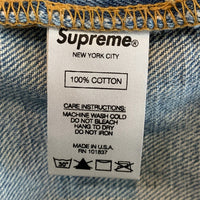 Supreme®
NEW YORK CITY
100% COTTON
CARE INSTRUCTIONS:
MACHINE WASH COLD
DO NOT BLEACH
HANG TO DRY
DO NOT IRON
MADE IN U.S.A.
RN 101837
30°